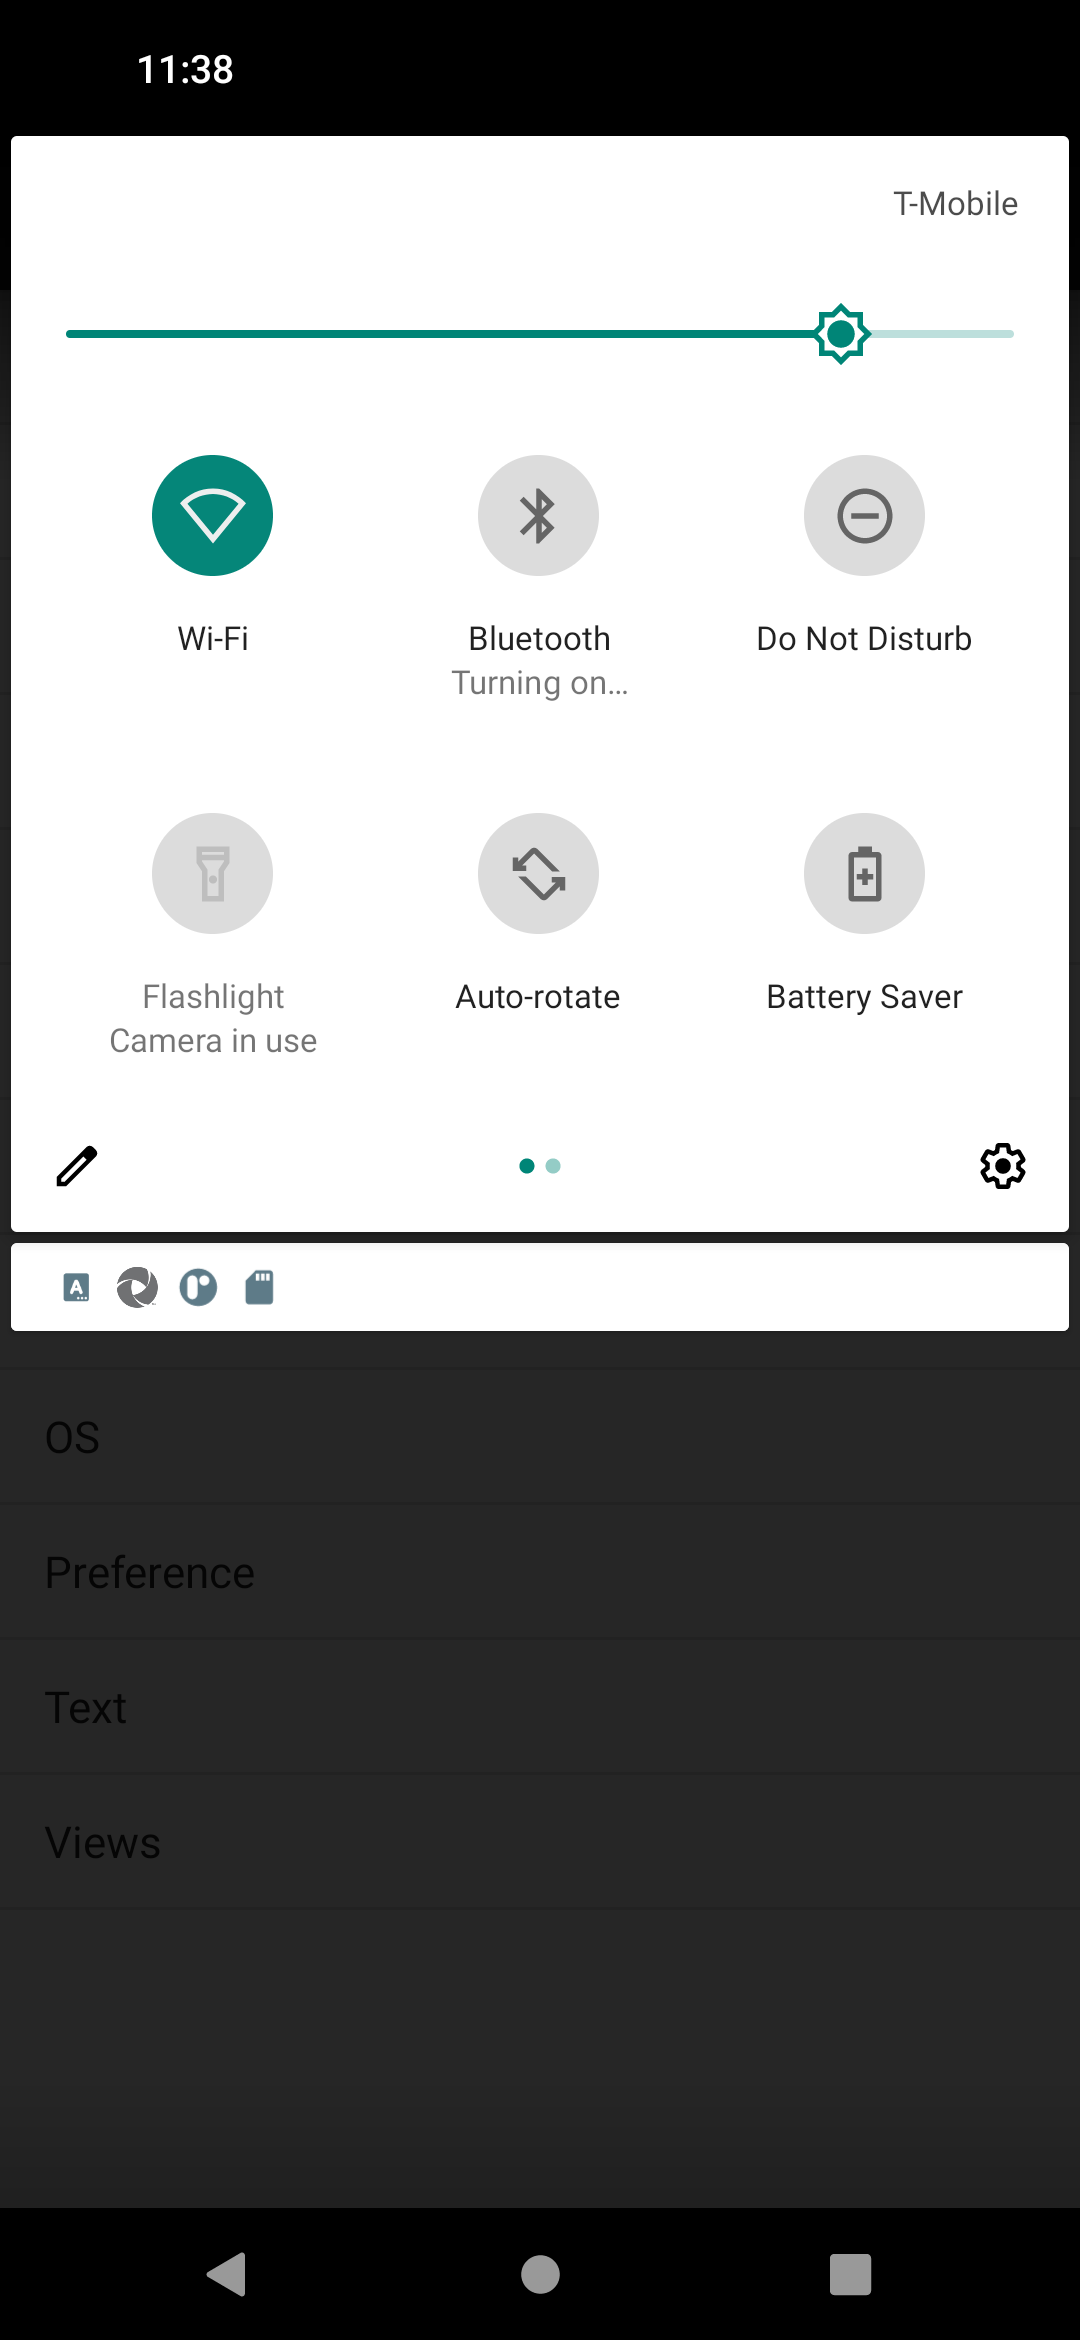 11:38
T-Mobile
Wi-Fi
Bluetooth
Do Not Disturb
Turning on...
Flashlight
Auto-rotate
Battery Saver
Camera in use
A
OS
Preference
Text
Views